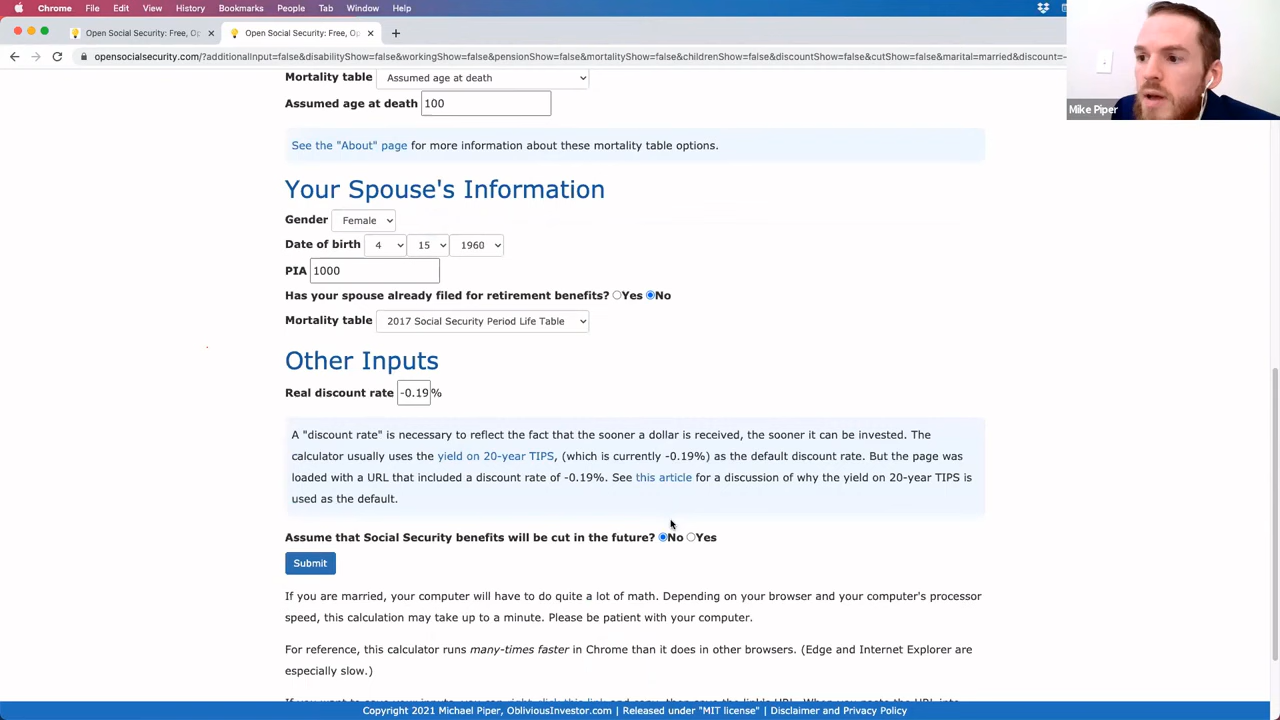 Chrome File Edit View History Bookmarks People Tab Window Help
Open Social Security: Free, Op
Open Social Security: Free, Op
opensocialsecurity.com/?additionalInput=false&disabilityShow=false&workingShow=false&pensionShow=false&mortalityShow=false&childrenShow=false&discountShow=false&cutShow=false&marital=married&discount=-
Mike Piper
Mortality table Assumed age at death
Assumed age at death 100
See the "About" page for more information about these mortality table options.
Your Spouse's Information
Gender Female
Date of birth 4 15 1960
PIA 1000
Has your spouse already filed for retirement benefits? Yes No
Mortality table 2017 Social Security Period Life Table
Other Inputs
Real discount rate -0.19 %
A "discount rate" is necessary to reflect the fact that the sooner a dollar is received, the sooner it can be invested. The
calculator usually uses the yield on 20-year TIPS, (which is currently -0.19%) as the default discount rate. But the page was
loaded with a URL that included a discount rate of -0.19%. See this article for a discussion of why the yield on 20-year TIPS is
used as the default.
Assume that Social Security benefits will be cut in the future? No Yes
Submit
If you are married, your computer will have to do quite a lot of math. Depending on your browser and your computer's processor
speed, this calculation may take up to a minute. Please be patient with your computer.
For reference, this calculator runs many-times faster in Chrome than it does in other browsers. (Edge and Internet Explorer are
especially slow.)
Copyright 2021 Michael Piper, ObliviousInvestor.com | Released under "MIT license" | Disclaimer and Privacy Policy